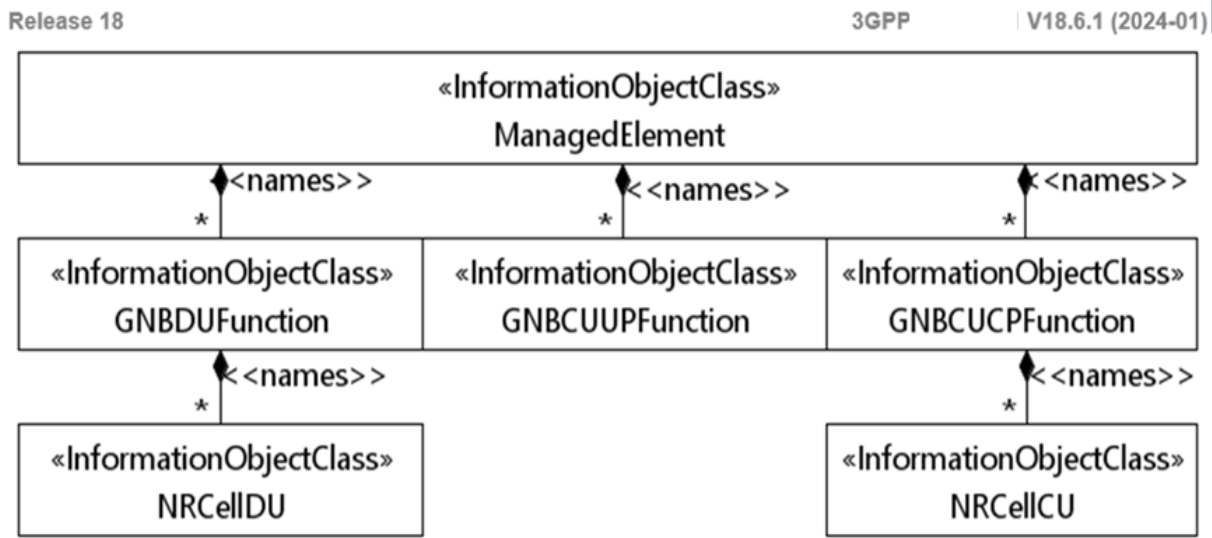 Release 18 3GPP V18.6.1 (2024-01)
«InformationObjectClass»
ManagedElement
<names>> <<names>> <<names>>
* * *
«InformationObjectClass» «InformationObjectClass» «InformationObjectClass»
GNBDUFunction GNBCUUPFunction GNBCUCPFunction
<<names>> <<names>>
* *
«InformationObjectClass» «InformationObjectClass»
NRCellDU NRCellCU